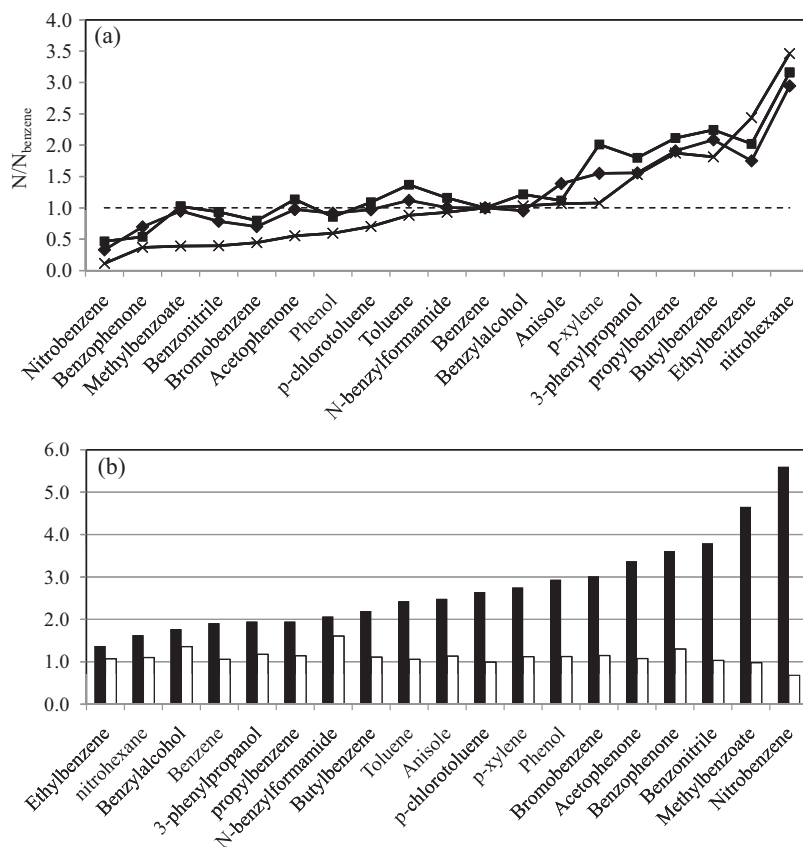 4.0
(a)
3.5
3.0
2.5
2.0
1.5
1.0
0.5
0.0
N/Nbenzene
Nitrobenzene
Benzophenone
Methylbenzoate
Benzonitrile
Bromobenzene
Acetophenone
Phenol
p-chlorotoluene
Toluene
N-benzylformamide
Benzene
Benzylalcohol
Anisole
p-xylene
3-phenylpropanol
propylbenzene
Butylbenzene
Ethylbenzene
nitrohexane
6.0
(b)
5.0
4.0
3.0
2.0
1.0
0.0
Ethylbenzene
nitrohexane
Benzylalcohol
Benzene
3-phenylpropanol
propylbenzene
N-benzylformamide
Butylbenzene
Toluene
Anisole
p-chlorotoluene
p-xylene
Phenol
Bromobenzene
Acetophenone
Benzophenone
Benzonitrile
Methylbenzoate
Nitrobenzene